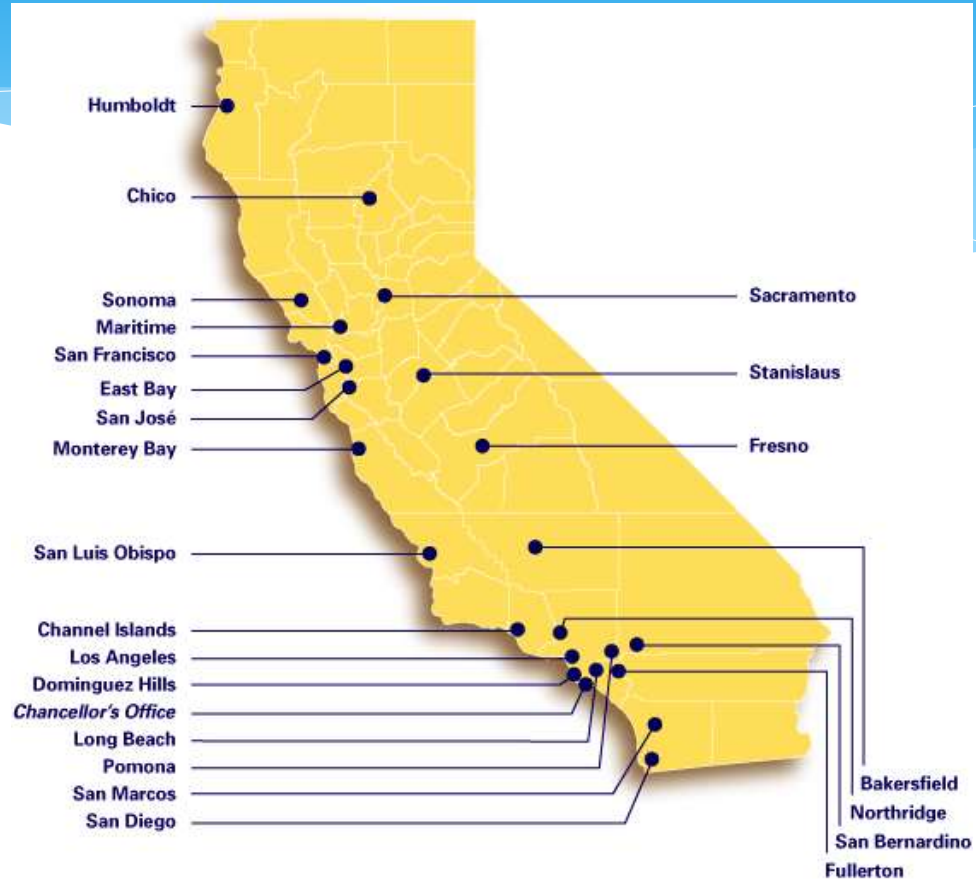 Humboldt
Chico
Sonoma
Maritime
San Francisco
East Bay
San José
Monterey Bay
San Luis Obispo
Channel Islands
Los Angeles
Dominguez Hills
Chancellor's Office
Long Beach
Pomona
San Marcos
San Diego
Sacramento
Stanislaus
Fresno
Bakersfield
Northridge
San Bernardino
Fullerton